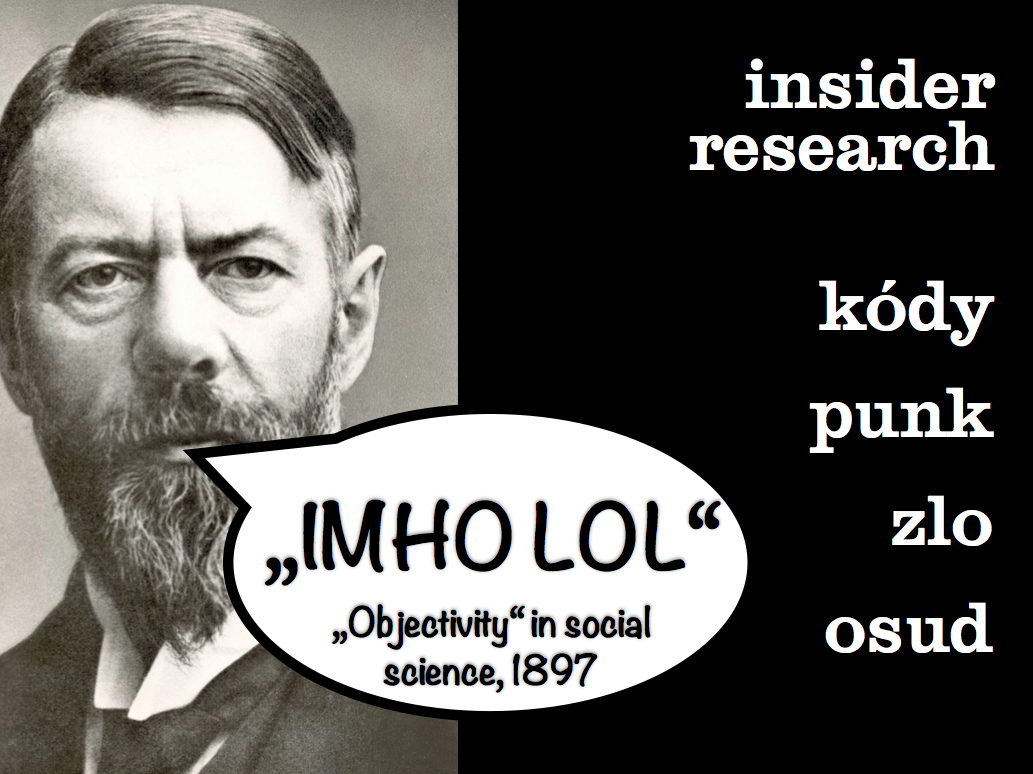 insider
research
kódy
punk
zlo
osud
„IMHO LOL“
„Objectivity“ in social
science, 1897